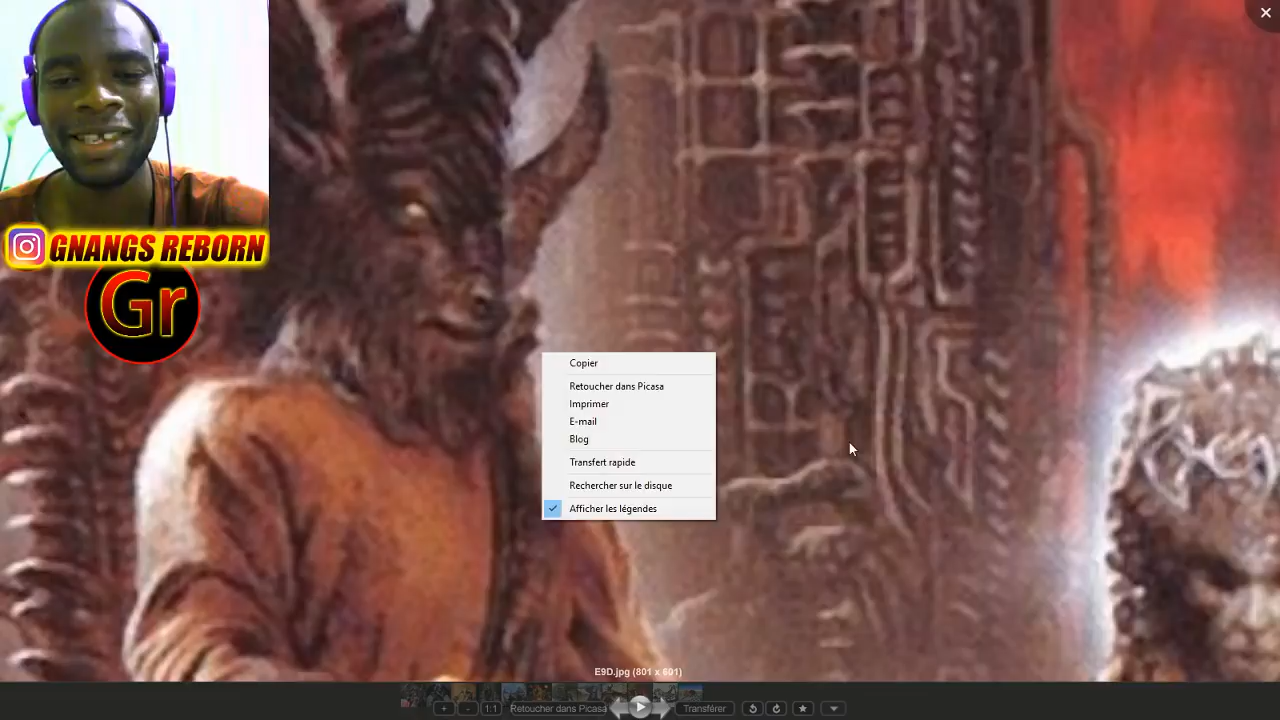 GNANGS REBORN
Gr
Copier
Retoucher dans Picasa
Imprimer
E-mail
Blog
Transfert rapide
Rechercher sur le disque
Afficher les légendes
E9D.jpg (801 x 601)
+ - 1:1 Retoucher dans Picasa Transférer